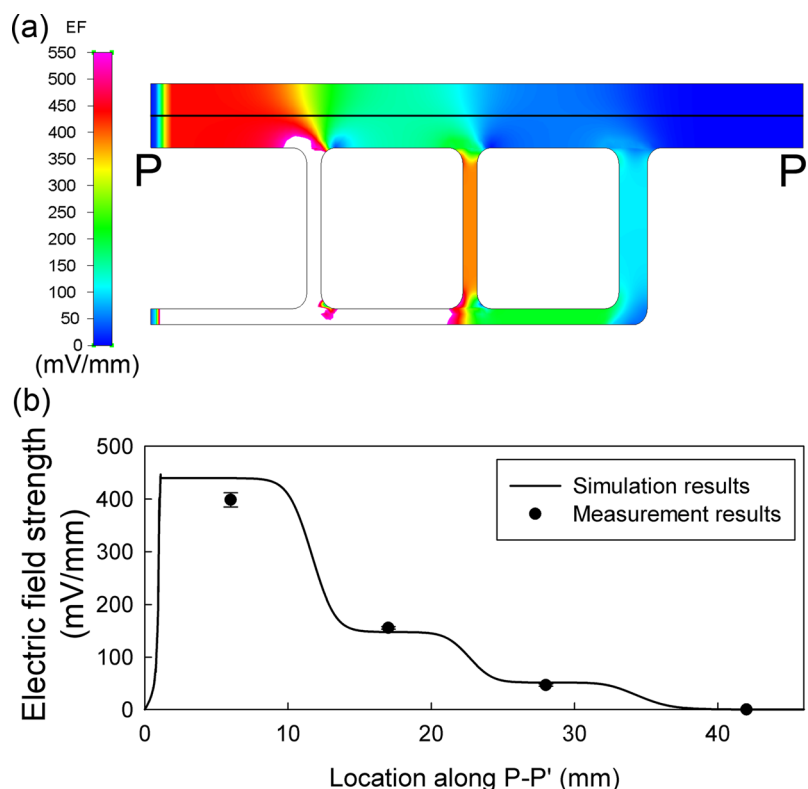 (a)
EF
550
500
450
400
350
300
250
200
150
100
50
0
(mV/mm)
P
P
(b)
Electric field strength
(mV/mm)
500
400
300
200
100
0
Simulation results
Measurement results
0
10
20
30
40
Location along P-P' (mm)